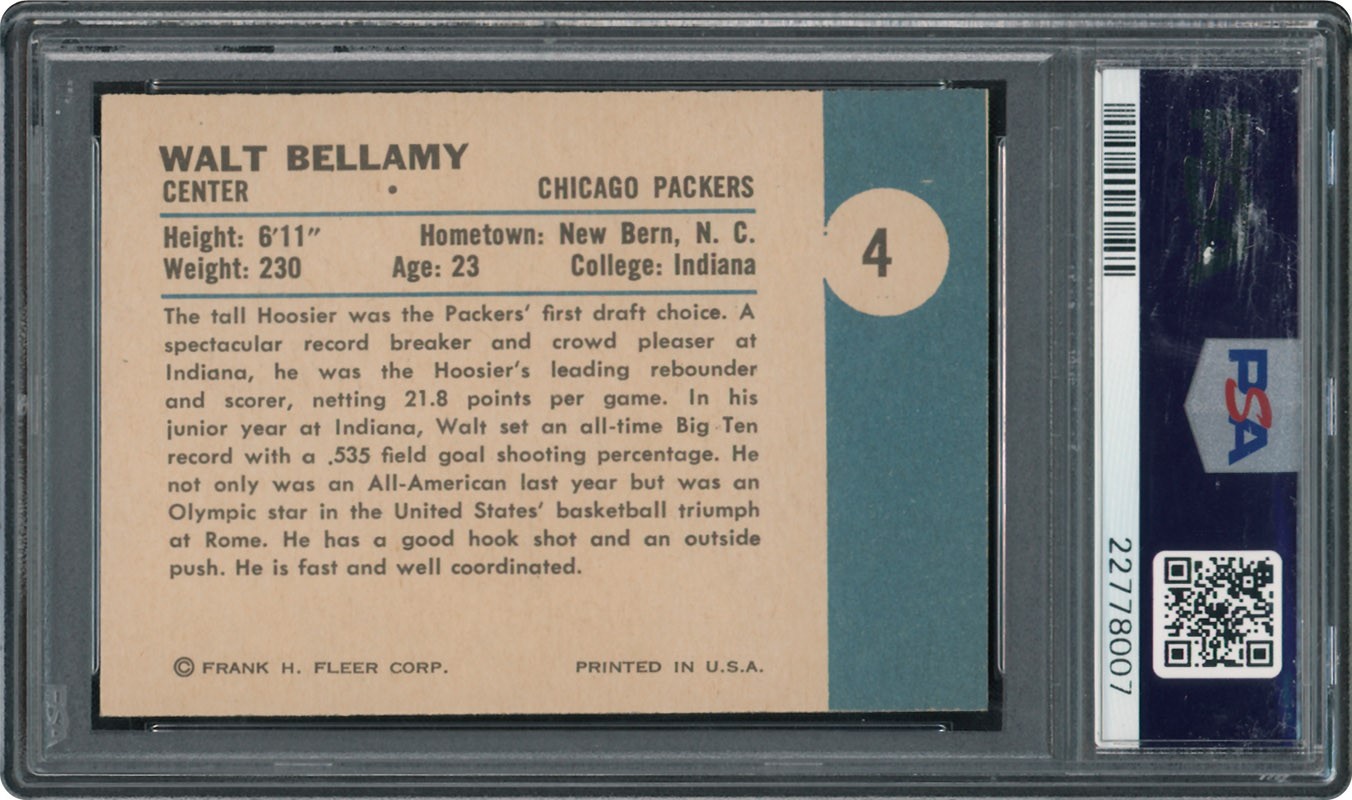 WALT BELLAMY
CENTER • CHICAGO PACKERS
Height: 6'11" Hometown: New Bern, N. C.
Weight: 230 Age: 23 College: Indiana
4
The tall Hoosier was the Packers' first draft choice. A
spectacular record breaker and crowd pleaser at
Indiana, he was the Hoosier's leading rebounder
and scorer, netting 21.8 points per game. In his
junior year at Indiana, Walt set an all-time Big Ten
record with a .535 field goal shooting percentage. He
not only was an All-American last year but was an
Olympic star in the United States' basketball triumph
at Rome. He has a good hook shot and an outside
push. He is fast and well coordinated.
© FRANK H. FLEER CORP. PRINTED IN U.S.A.
PSA
22778007